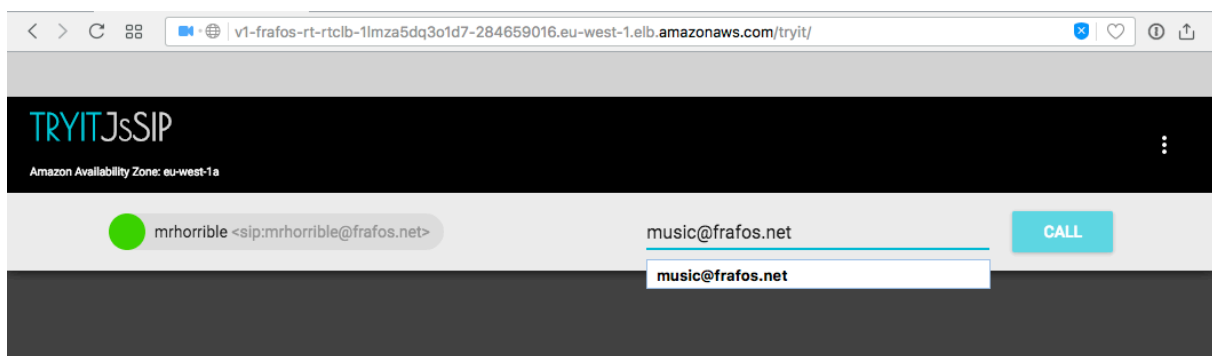 v1-frafos-rt-rtclb-1lmza5dq3o1d7-284659016.eu-west-1.elb.amazonaws.com/tryit/
TRYITJsSIP
Amazon Availability Zone: eu-west-1a
mrhorrible <sip:mrhorrible@frafos.net>
music@frafos.net
CALL
music@frafos.net